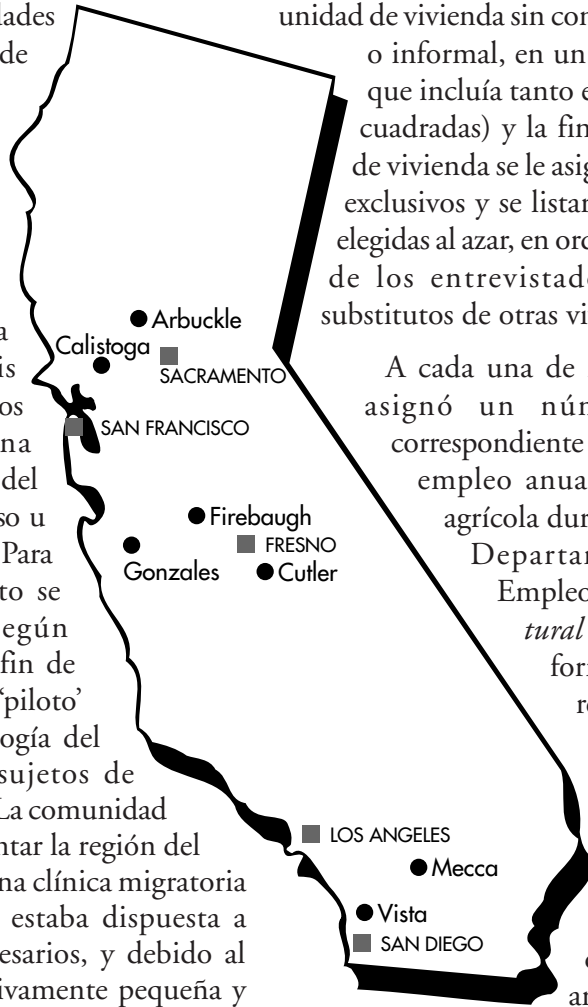 lades
de
a
is
os
na
del
so u
Para
to se
egún
fin de
‘piloto’
ogía del
sujetos de
La comunidad
ntar la región del
na clínica migratoria
estaba dispuesta a
esarios, y debido al
ivamente pequeña y
Arbuckle
Calistoga
SACRAMENTO
SAN FRANCISCO
Firebaugh
FRESNO
Gonzales
Cutler
LOS ANGELES
Mecca
Vista
SAN DIEGO
unidad de vivienda sin con
o informal, en un
que incluía tanto e
cuadradas) y la fin
de vivienda se le asig
exclusivos y se listar
elegidas al azar, en ord
de los entrevistado
substitutos de otras vi
A cada una de
asignó un núm
correspondiente
empleo anua
agrícola dur
Departan
Empleo
tural
for
re